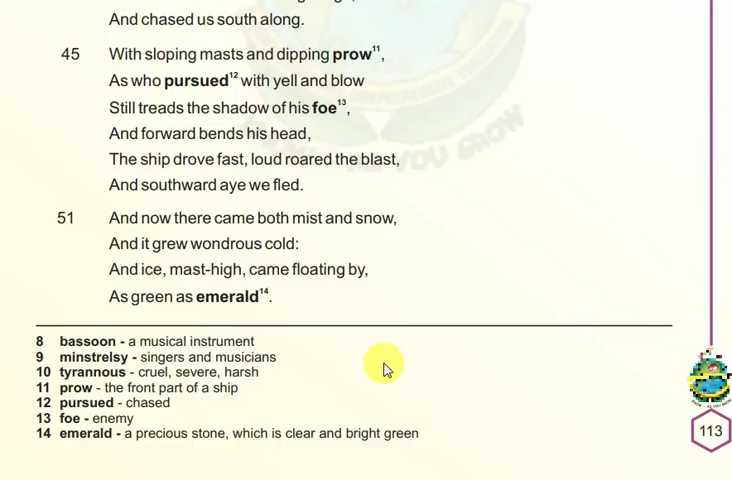 And chased us south along.
45 With sloping masts and dipping prow¹¹,
As who pursued¹² with yell and blow
Still treads the shadow of his foe¹³,
And forward bends his head,
The ship drove fast, loud roared the blast,
And southward aye we fled.
51 And now there came both mist and snow,
And it grew wondrous cold:
And ice, mast-high, came floating by,
As green as emerald¹⁴.
8 bassoon - a musical instrument
9 minstrelsy - singers and musicians
10 tyrannous - cruel, severe, harsh
11 prow - the front part of a ship
12 pursued - chased
13 foe - enemy
14 emerald - a precious stone, which is clear and bright green
113